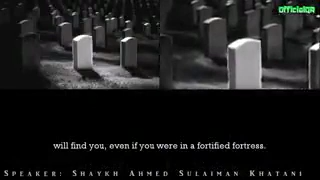 OfficialQR
will find you, even if you were in a fortified fortress.
Speaker: Shaykh Ahmed Sulaiman Khatani